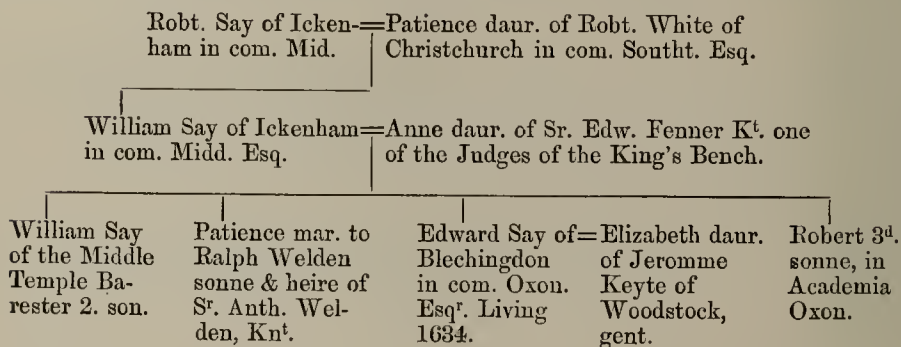 Robt. Say of Icken-=Patience daur. of Robt. White of
ham in com. Mid. Christchurch in com. Southt. Esq.
William Say of Ickenham=Anne daur. of Sr. Edw. Fenner Kt. one
in com. Midd. Esq. of the Judges of the King's Bench.
William Say
of the Middle
Temple Ba-
rester 2. son.
Patience mar. to
Ralph Welden
sonne & heire of
Sr. Anth. Wel-
den, Knt.
Edward Say of=
Blechingdon
in com. Oxon.
Esqr. Living
1634.
Elizabeth daur.
of Jeromme
Keyte of
Woodstock,
gent.
Robert 3d.
sonne, in
Academia
Oxon.